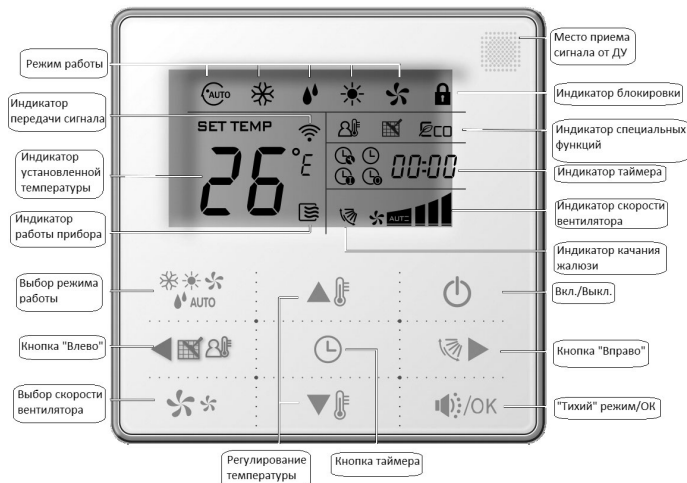 Место приема
сигнала от ДУ
Режим работы
AUTO
Индикатор блокировки
Индикатор
передачи сигнала
SET TEMP
ECO
Индикатор специальных
функций
Индикатор
установленной
температуры
26°C
00:00
Индикатор таймера
Индикатор
работы прибора
AUTO
Индикатор скорости
вентилятора
Индикатор качания
жалюзи
Выбор режима
работы
AUTO
Вкл./Выкл.
Кнопка "Влево"
Кнопка "Вправо"
Выбор скорости
вентилятора
/OK
"Тихий" режим/ОК
Регулирование
температуры
Кнопка таймера